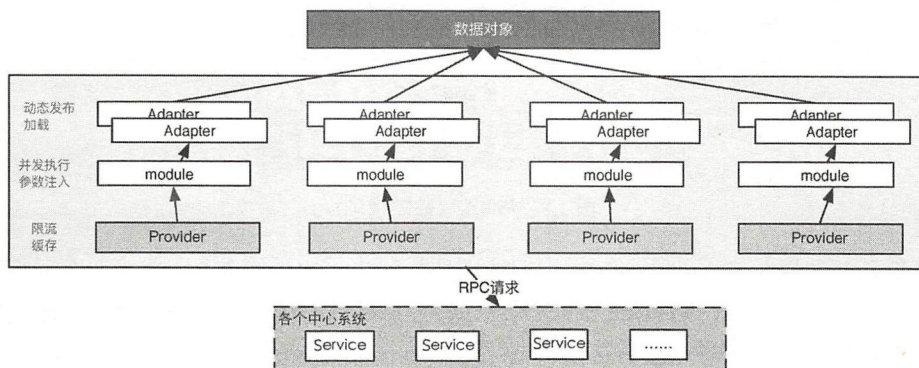 数据对象
动态发布
加载
Adapter
Adapter
Adapter
Adapter
Adapter
Adapter
Adapter
Adapter
并发执行
参数注入
module
module
module
module
限流
缓存
Provider
Provider
Provider
Provider
RPC请求
各个中心系统
Service
Service
Service
......